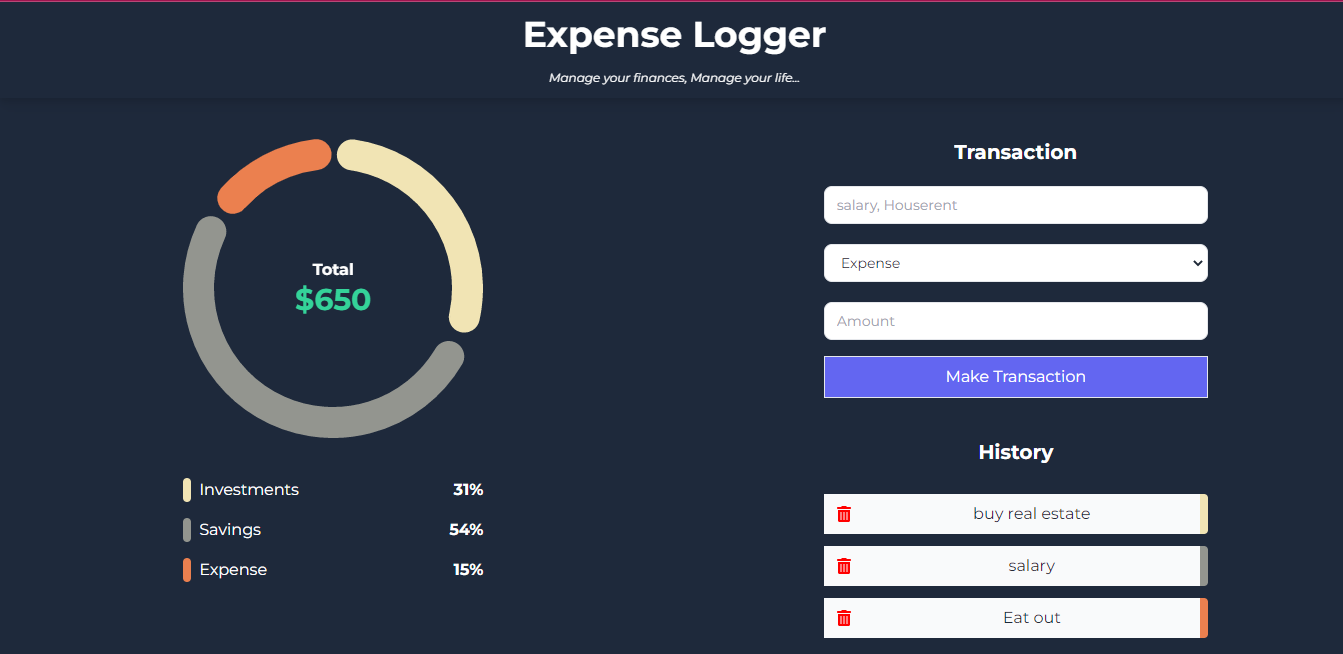 Expense Logger
Manage your finances, Manage your life...
Total
$650
Investments 31%
Savings 54%
Expense 15%
Transaction
salary, Houserent
Expense
Amount
Make Transaction
History
buy real estate
salary
Eat out